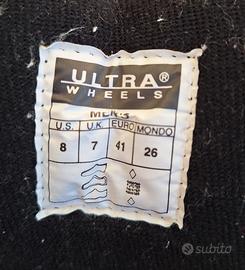 ULTRA®
WHEELS
MEN'S
U.S. U.K. EURO MONDO
8 7 41 26
subito